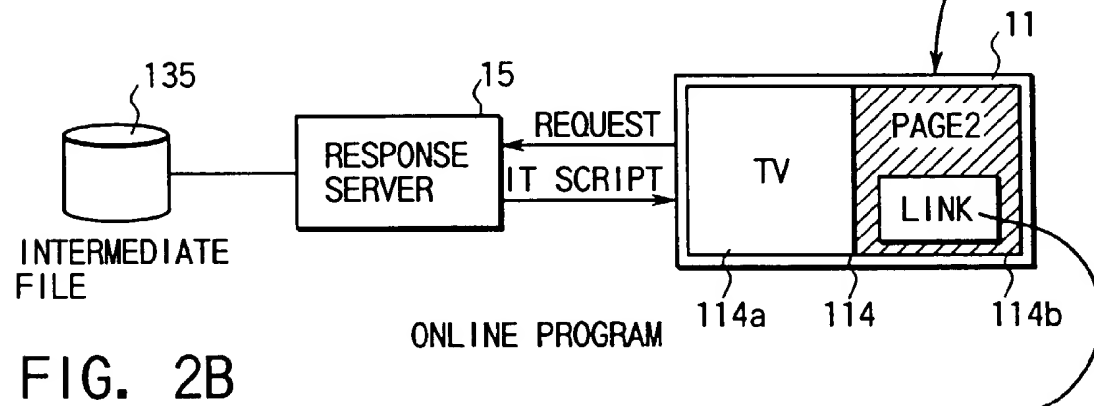 11
135
15
REQUEST
PAGE2
RESPONSE
SERVER
TV
IT SCRIPT
LINK
INTERMEDIATE
FILE
114a
114
114b
ONLINE PROGRAM
FIG. 2B